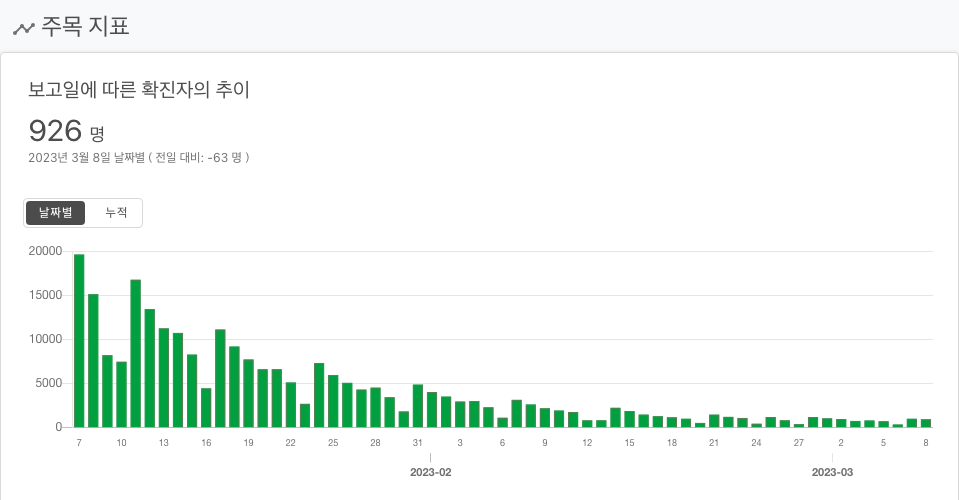 주목 지표
보고일에 따른 확진자의 추이
926 명
2023년 3월 8일 날짜별 ( 전일 대비: -63 명 )
날짜별 누적
20000
15000
10000
5000
0
7 10 13 16 19 22 25 28 31 3 6 9 12 15 18 21 24 27 2 5 8
2023-02 2023-03